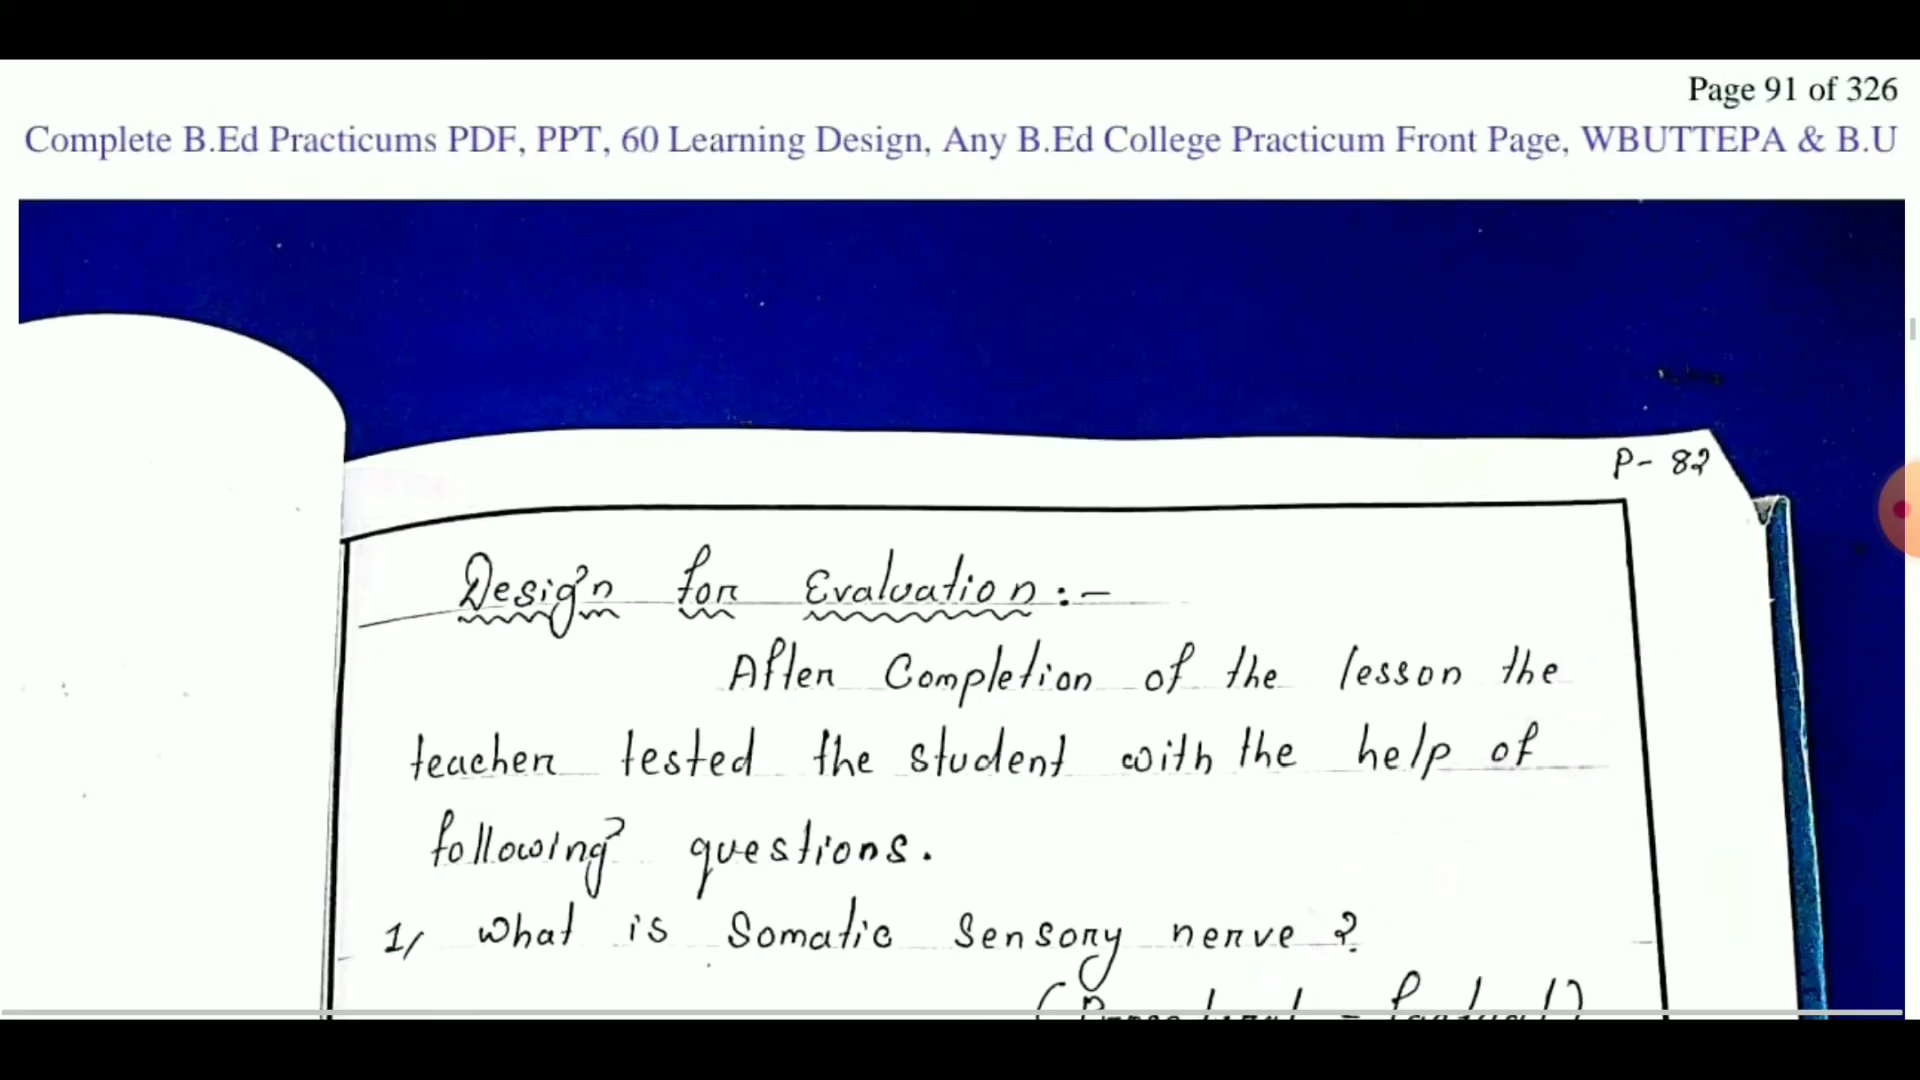 Page 91 of 326
Complete B.Ed Practicums PDF, PPT, 60 Learning Design, Any B.Ed College Practicum Front Page, WBUTTEPA & B.U
P- 82
Design for Evaluation:-
After Completion of the lesson the
teacher tested the student with the help of
following questions.
1/ what is Somatic Sensory nerve?